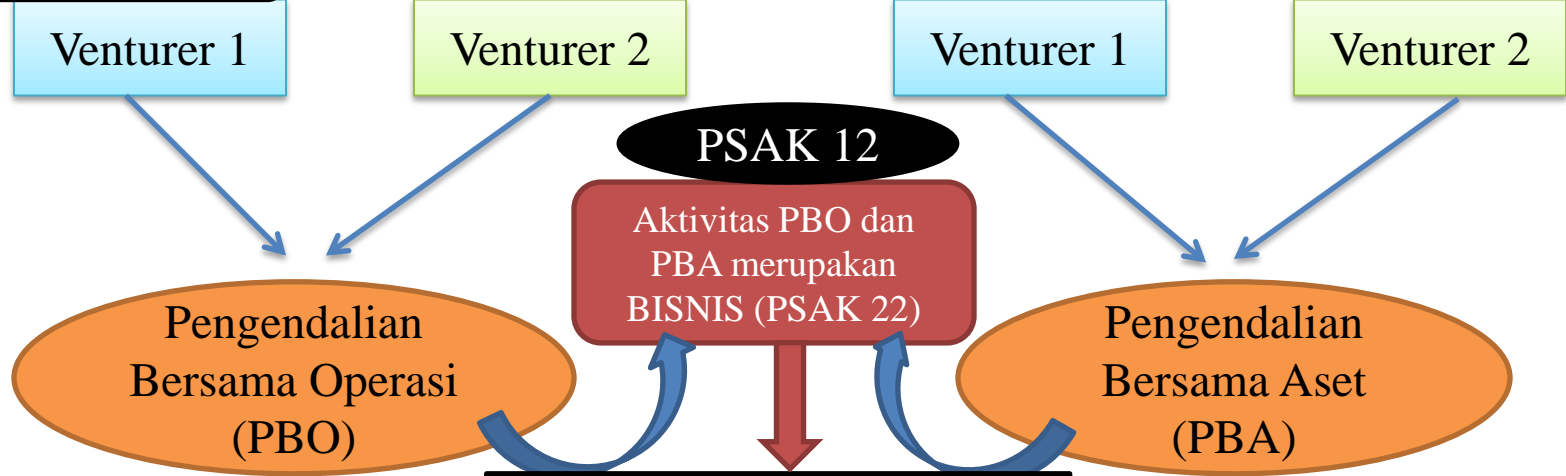 Venturer 1
Venturer 2
Venturer 1
Venturer 2
PSAK 12
Aktivitas PBO dan
PBA merupakan
BISNIS (PSAK 22)
Pengendalian
Bersama Operasi
(PBO)
Pengendalian
Bersama Aset
(PBA)